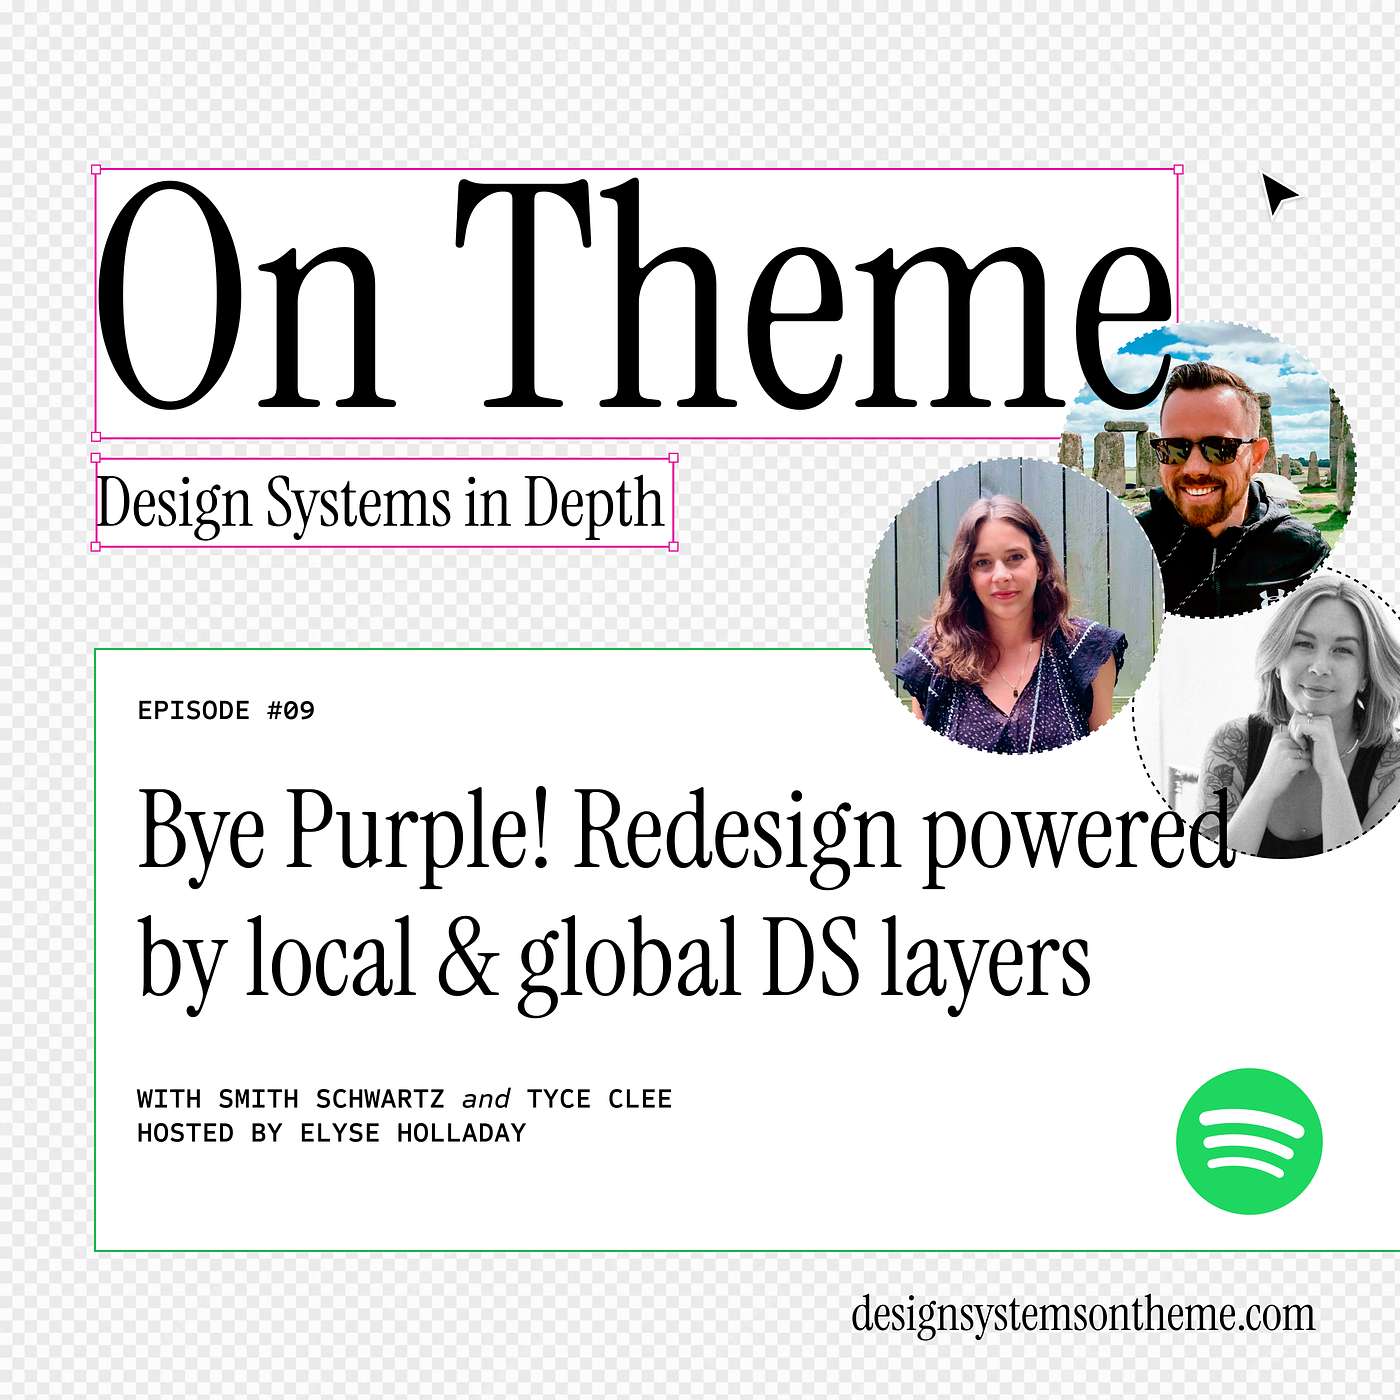 On Theme
Design Systems in Depth
EPISODE #09
Bye Purple! Redesign powered
by local & global DS layers
WITH SMITH SCHWARTZ and TYCE CLEE
HOSTED BY ELYSE HOLLADAY
designsystemsontheme.com